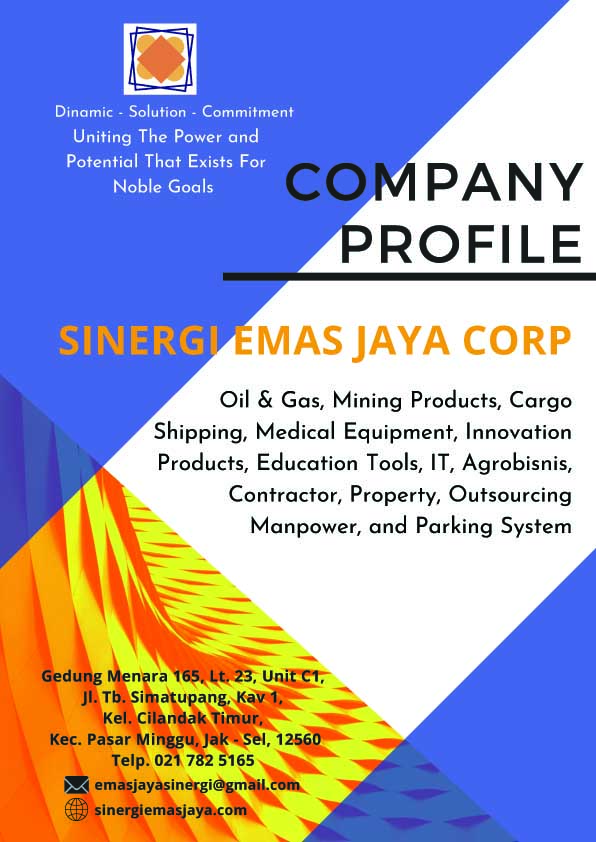 Dinamic - Solution - Commitment
Uniting The Power and
Potential That Exists For
Noble Goals
COMPANY
PROFILE
SINERGI EMAS JAYA CORP
Oil & Gas, Mining Products, Cargo
Shipping, Medical Equipment, Innovation
Products, Education Tools, IT, Agrobisnis,
Contractor, Property, Outsourcing
Manpower, and Parking System
Gedung Menara 165, Lt. 23, Unit C1,
Jl. Tb. Simatupang, Kav 1,
Kel. Cilandak Timur,
Kec. Pasar Minggu, Jak - Sel, 12560
Telp. 021 782 5165
emasjayasinergi@gmail.com
sinergiemasjaya.com